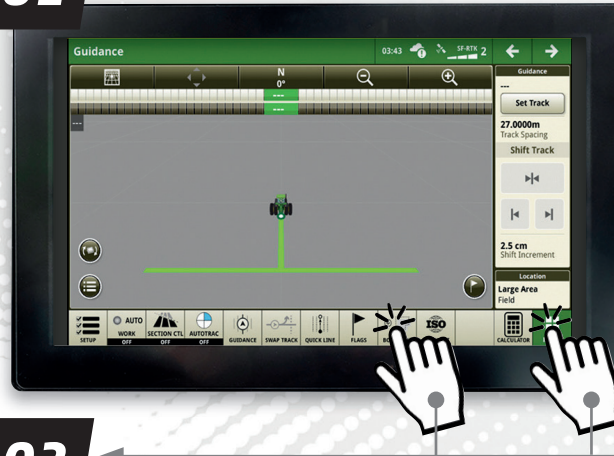 Guidance
03:43
SF-RTK 2
N
0°
---
---
---
Guidance
---
Set Track
27.0000m
Track Spacing
Shift Track
2.5 cm
Shift Increment
Location
Large Area
Field
SETUP
AUTO
WORK
OFF
SECTION CTL
OFF
AUTOTRAC
OFF
GUIDANCE
SWAP TRACK
QUICK LINE
FLAGS
ISO
CALCULATOR